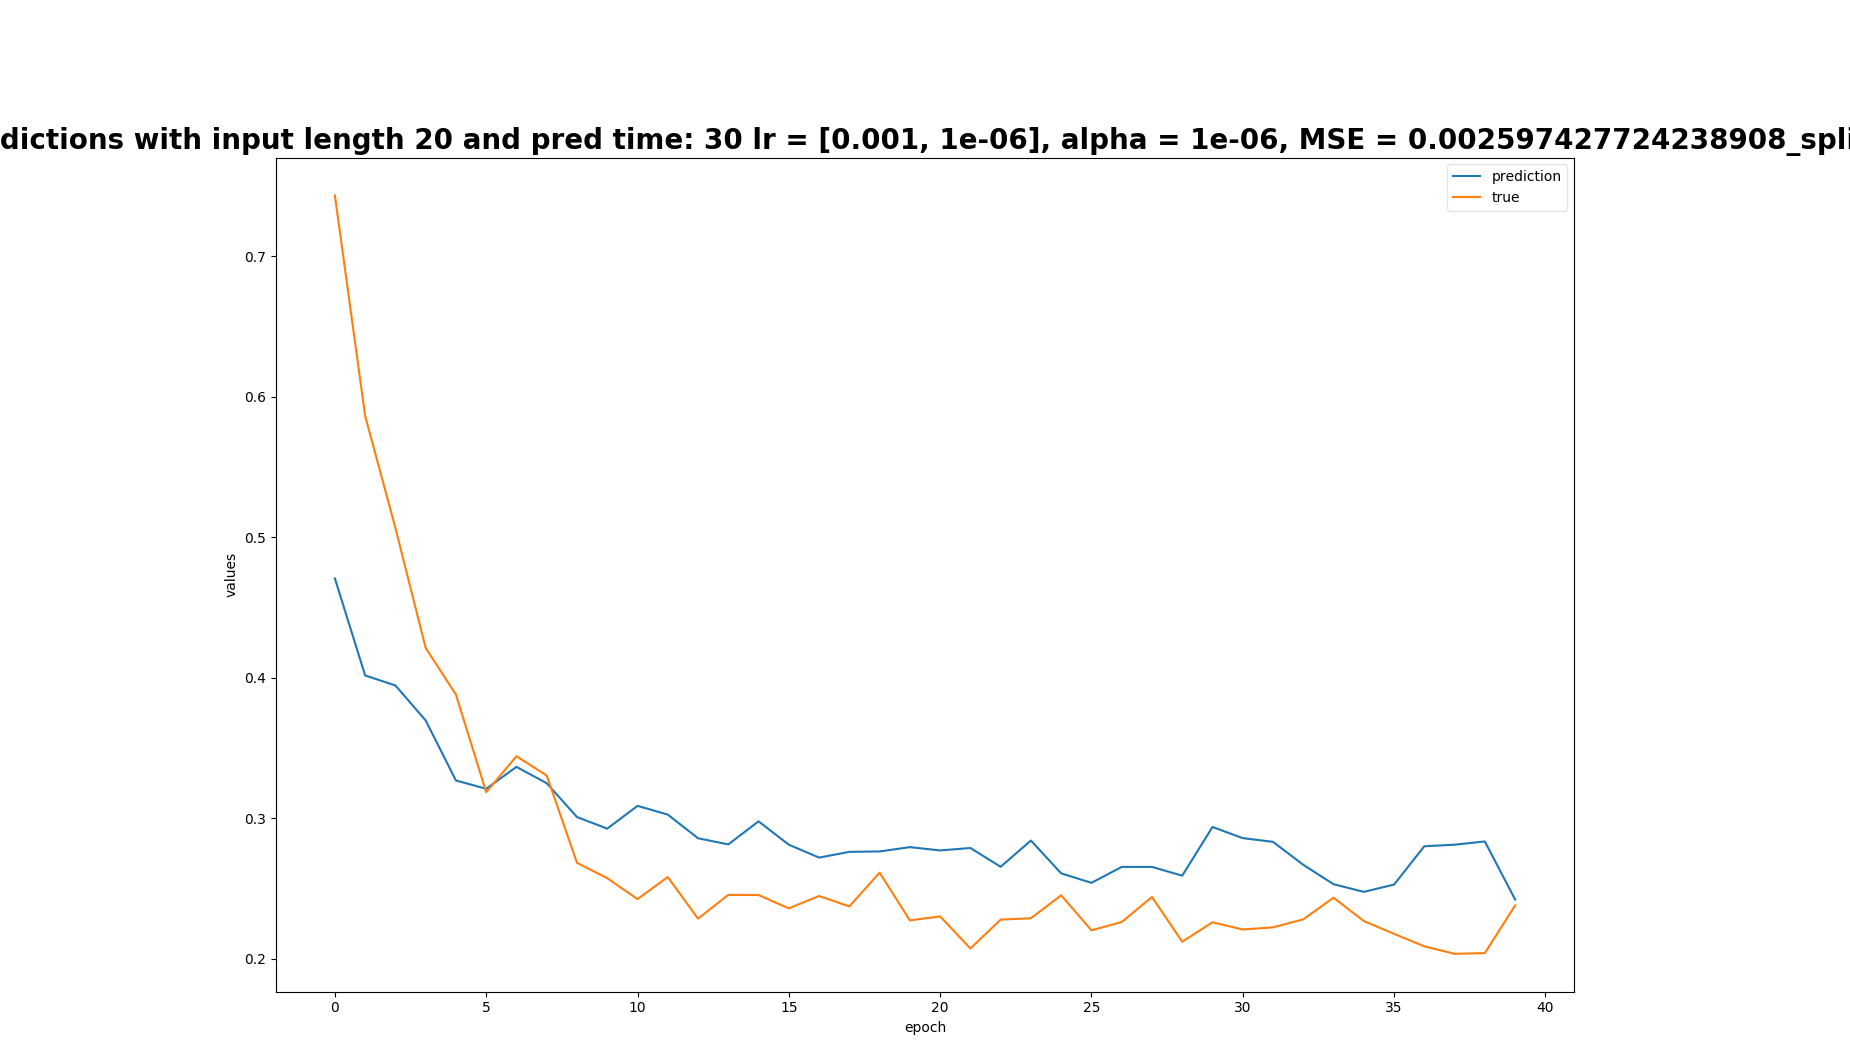 dictions with input length 20 and pred time: 30 lr = [0.001, 1e-06], alpha = 1e-06, MSE = 0.002597427724238908_spli
prediction
true
0.7
0.6
0.5
0.4
0.3
0.2
values
0 5 10 15 20 25 30 35 40
epoch